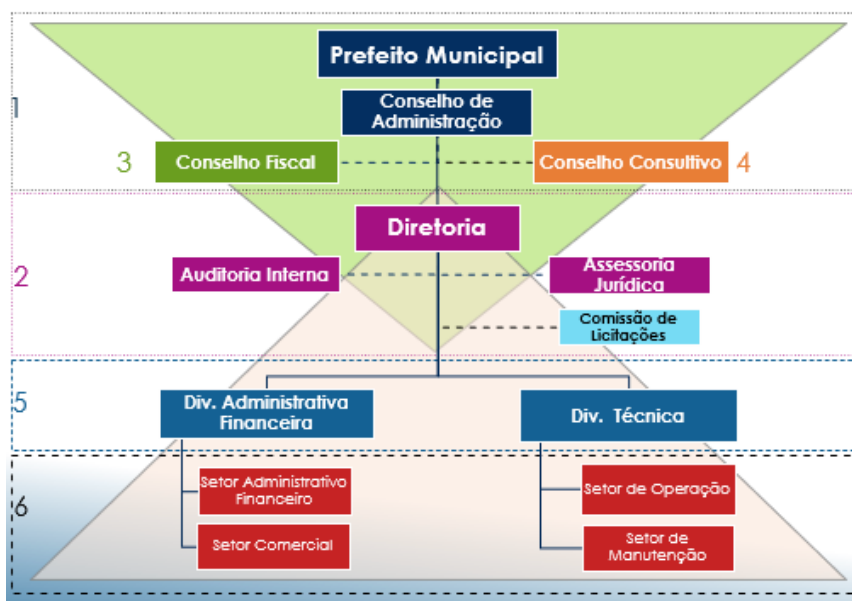 Prefeito Municipal
1
Conselho de
Administração
3
Conselho Fiscal
Conselho Consultivo
4
Diretoria
2
Auditoria Interna
Assessoria
Jurídica
Comissão de
Licitações
5
Div. Administrativa
Financeira
Div. Técnica
6
Setor Administrativo
Financeiro
Setor de Operação
Setor Comercial
Setor de
Manutenção